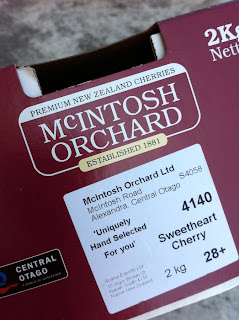 2Kg
Nett
PREMIUM NEW ZEALAND CHERRIES
McINTOSH
ORCHARD
ESTABLISHED 1881
McIntosh Orchard Ltd
McIntosh Road S4058
Alexandra, Central Otago
4140
'Uniquely
Hand Selected
For you'
Sweetheart
Cherry
2 kg 28+
CENTRAL
OTAGO